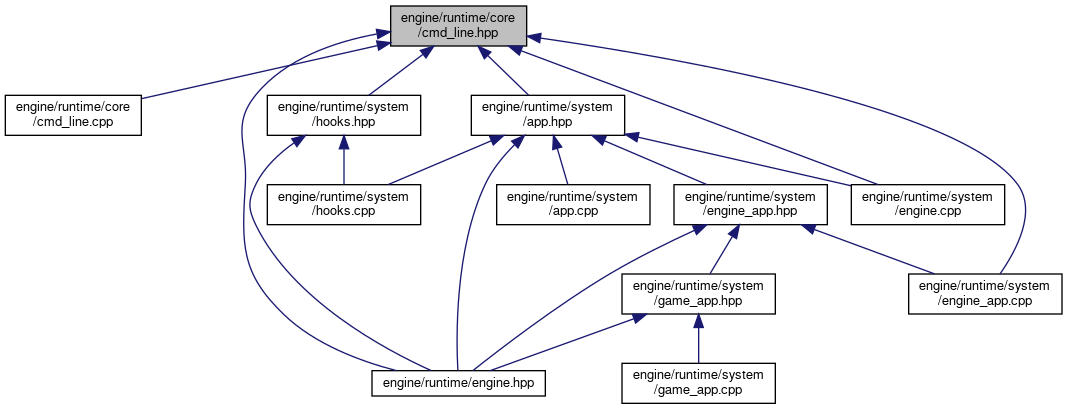 engine/runtime/core
/cmd_line.hpp
engine/runtime/core
/cmd_line.cpp
engine/runtime/system
/hooks.hpp
engine/runtime/system
/app.hpp
engine/runtime/system
/hooks.cpp
engine/runtime/system
/app.cpp
engine/runtime/system
/engine_app.hpp
engine/runtime/system
/engine.cpp
engine/runtime/system
/game_app.hpp
engine/runtime/system
/engine_app.cpp
engine/runtime/engine.hpp
engine/runtime/system
/game_app.cpp